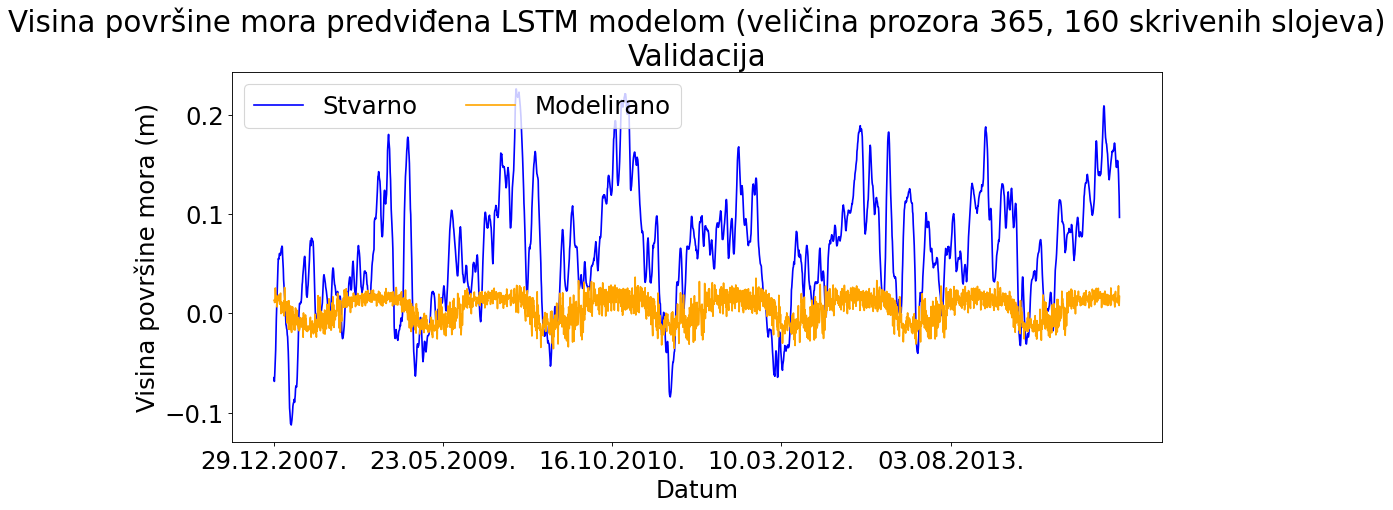 Visina površine mora predviđena LSTM modelom (veličina prozora 365, 160 skrivenih slojeva)
Validacija
Stvarno Modelirano
Visina površine mora (m)
0.2
0.1
0.0
−0.1
29.12.2007. 23.05.2009. 16.10.2010. 10.03.2012. 03.08.2013.
Datum